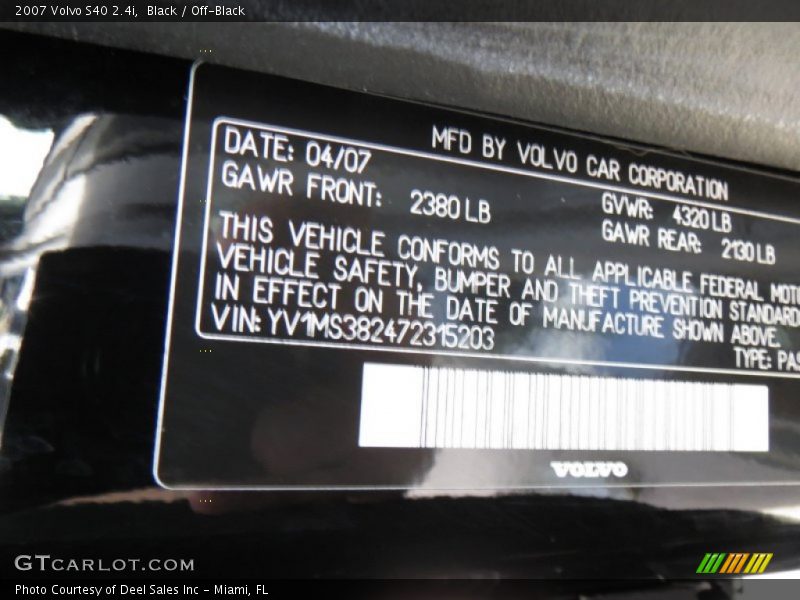 2007 Volvo S40 2.4i, Black / Off-Black
MFD BY VOLVO CAR CORPORATION
DATE: 04/07
GVWR: 4320 LB
GAWR FRONT: 2380 LB
GAWR REAR: 2130 LB
THIS VEHICLE CONFORMS TO ALL APPLICABLE FEDERAL MOTO
VEHICLE SAFETY, BUMPER AND THEFT PREVENTION STANDARD
IN EFFECT ON THE DATE OF MANUFACTURE SHOWN ABOVE.
VIN: YV1MS382472315203
TYPE: PAS
VOLVO
GTCARLOT.COM
Photo Courtesy of Deel Sales Inc - Miami, FL